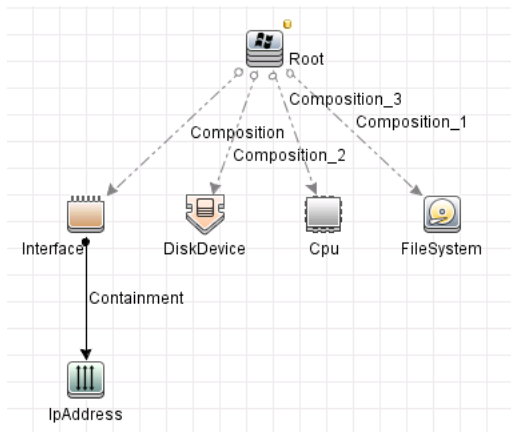 Root
Composition_3
Composition_1
Composition
Composition_2
Interface
DiskDevice
Cpu
FileSystem
Containment
IpAddress